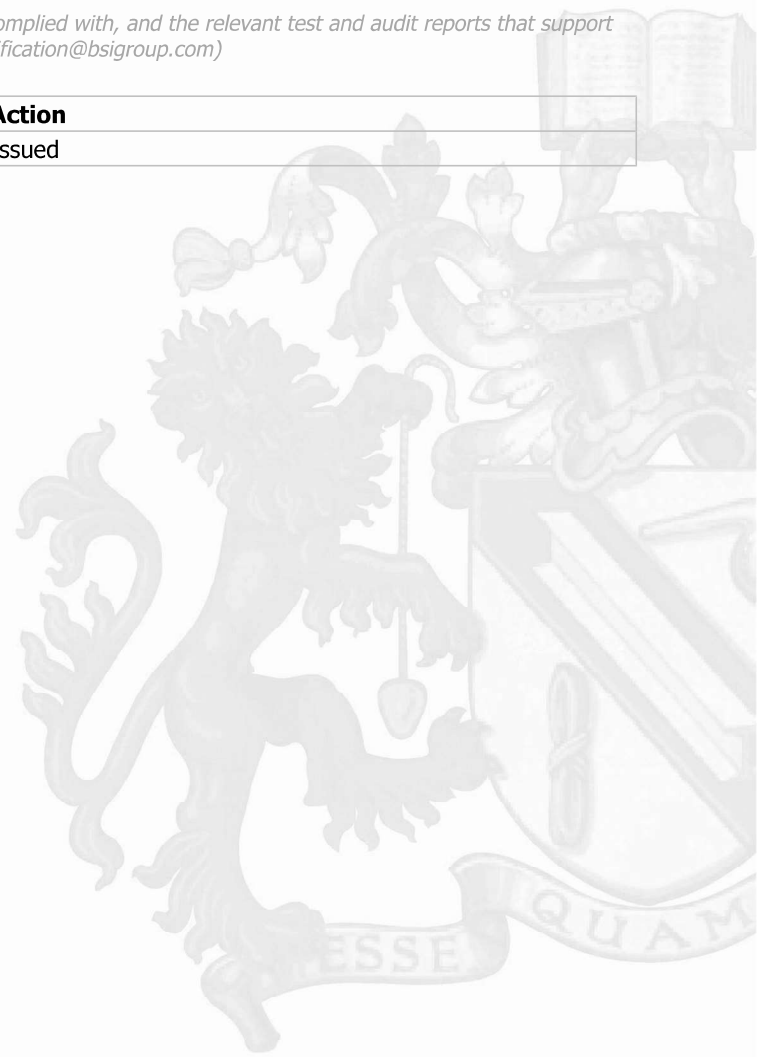 omplied with, and the relevant test and audit reports that support
fication@bsigroup.com)
Action
ssued
ESSE
QUAM